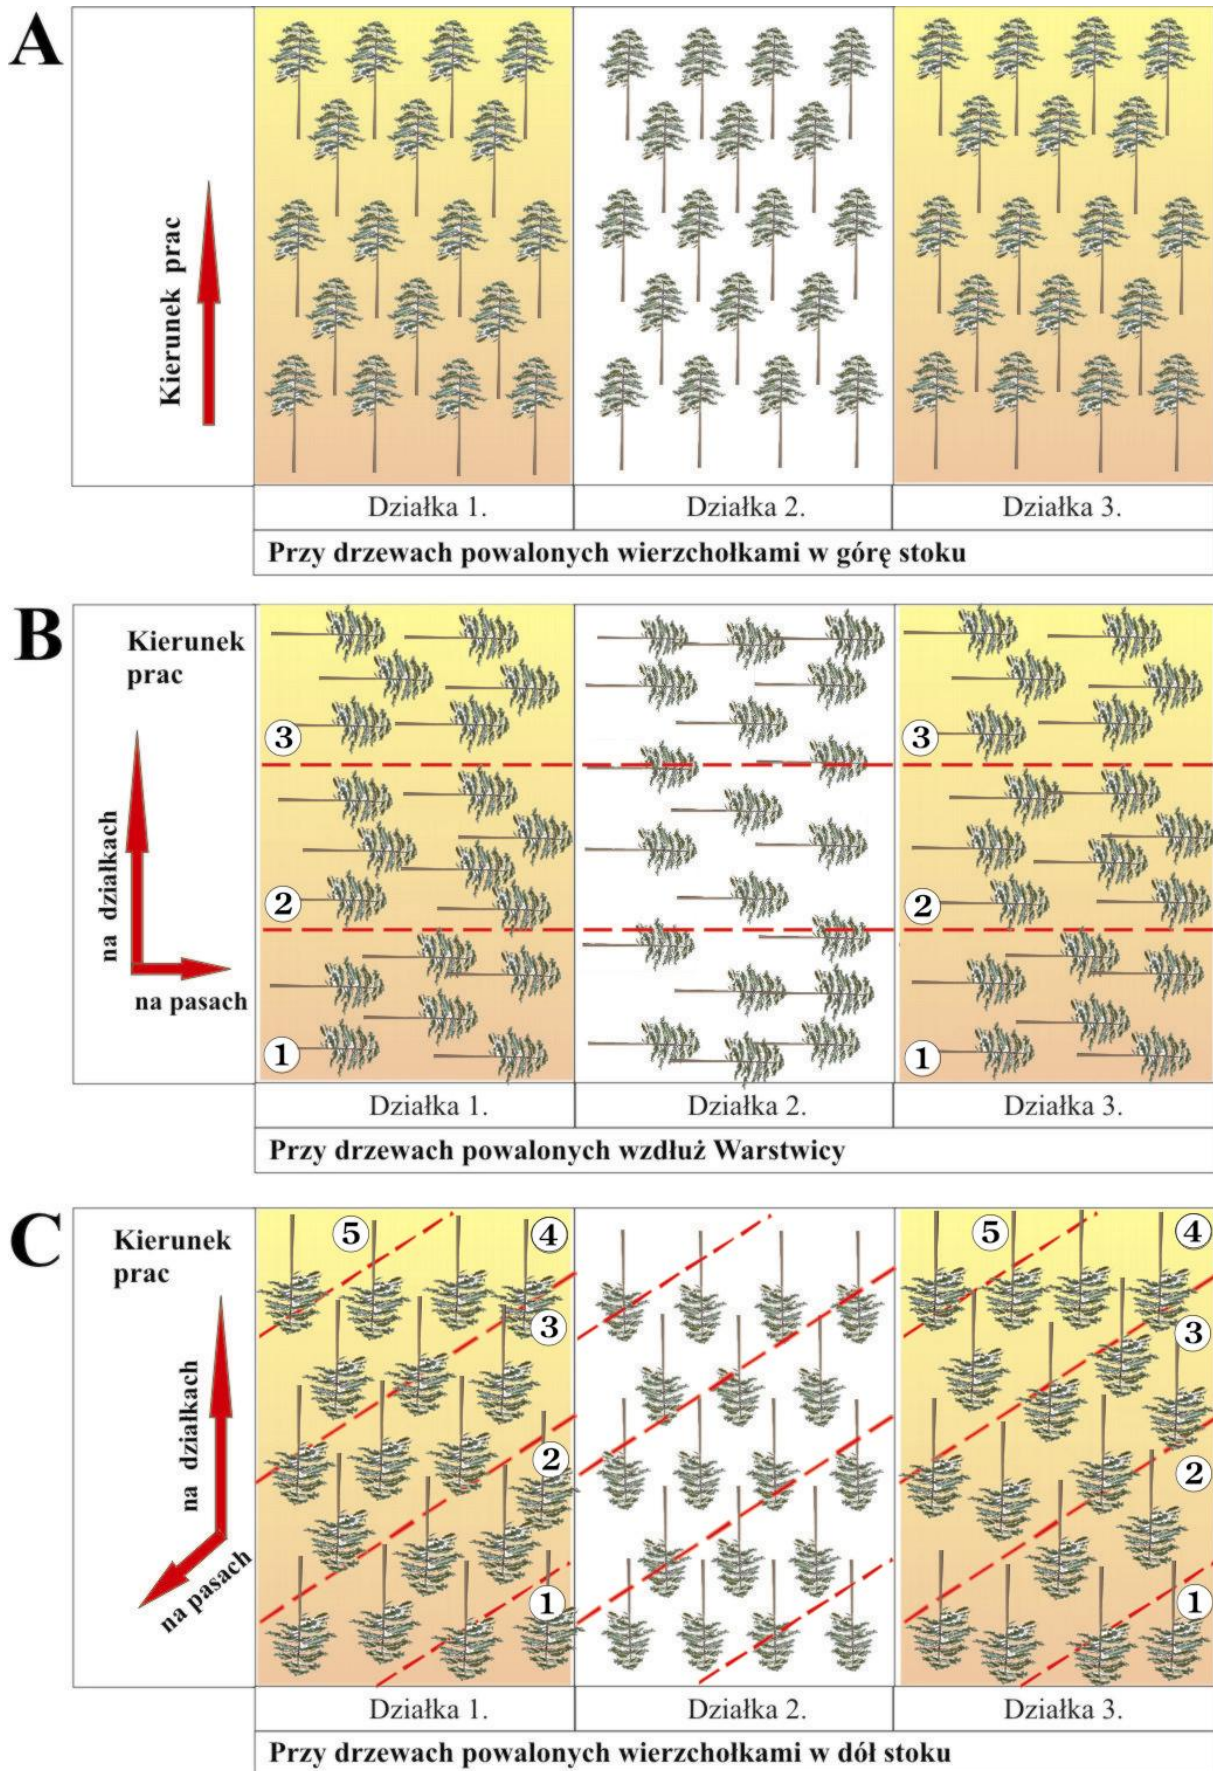 A
Kierunek prac
Działka 1.
Działka 2.
Działka 3.
Przy drzewach powalonych wierzchołkami w górę stoku
B
Kierunek
prac
na działkach
na pasach
3
2
1
3
2
1
Działka 1.
Działka 2.
Działka 3.
Przy drzewach powalonych wzdłuż Warstwicy
C
Kierunek
prac
na działkach
na pasach
5
4
3
2
1
5
4
3
2
1
Działka 1.
Działka 2.
Działka 3.
Przy drzewach powalonych wierzchołkami w dół stoku